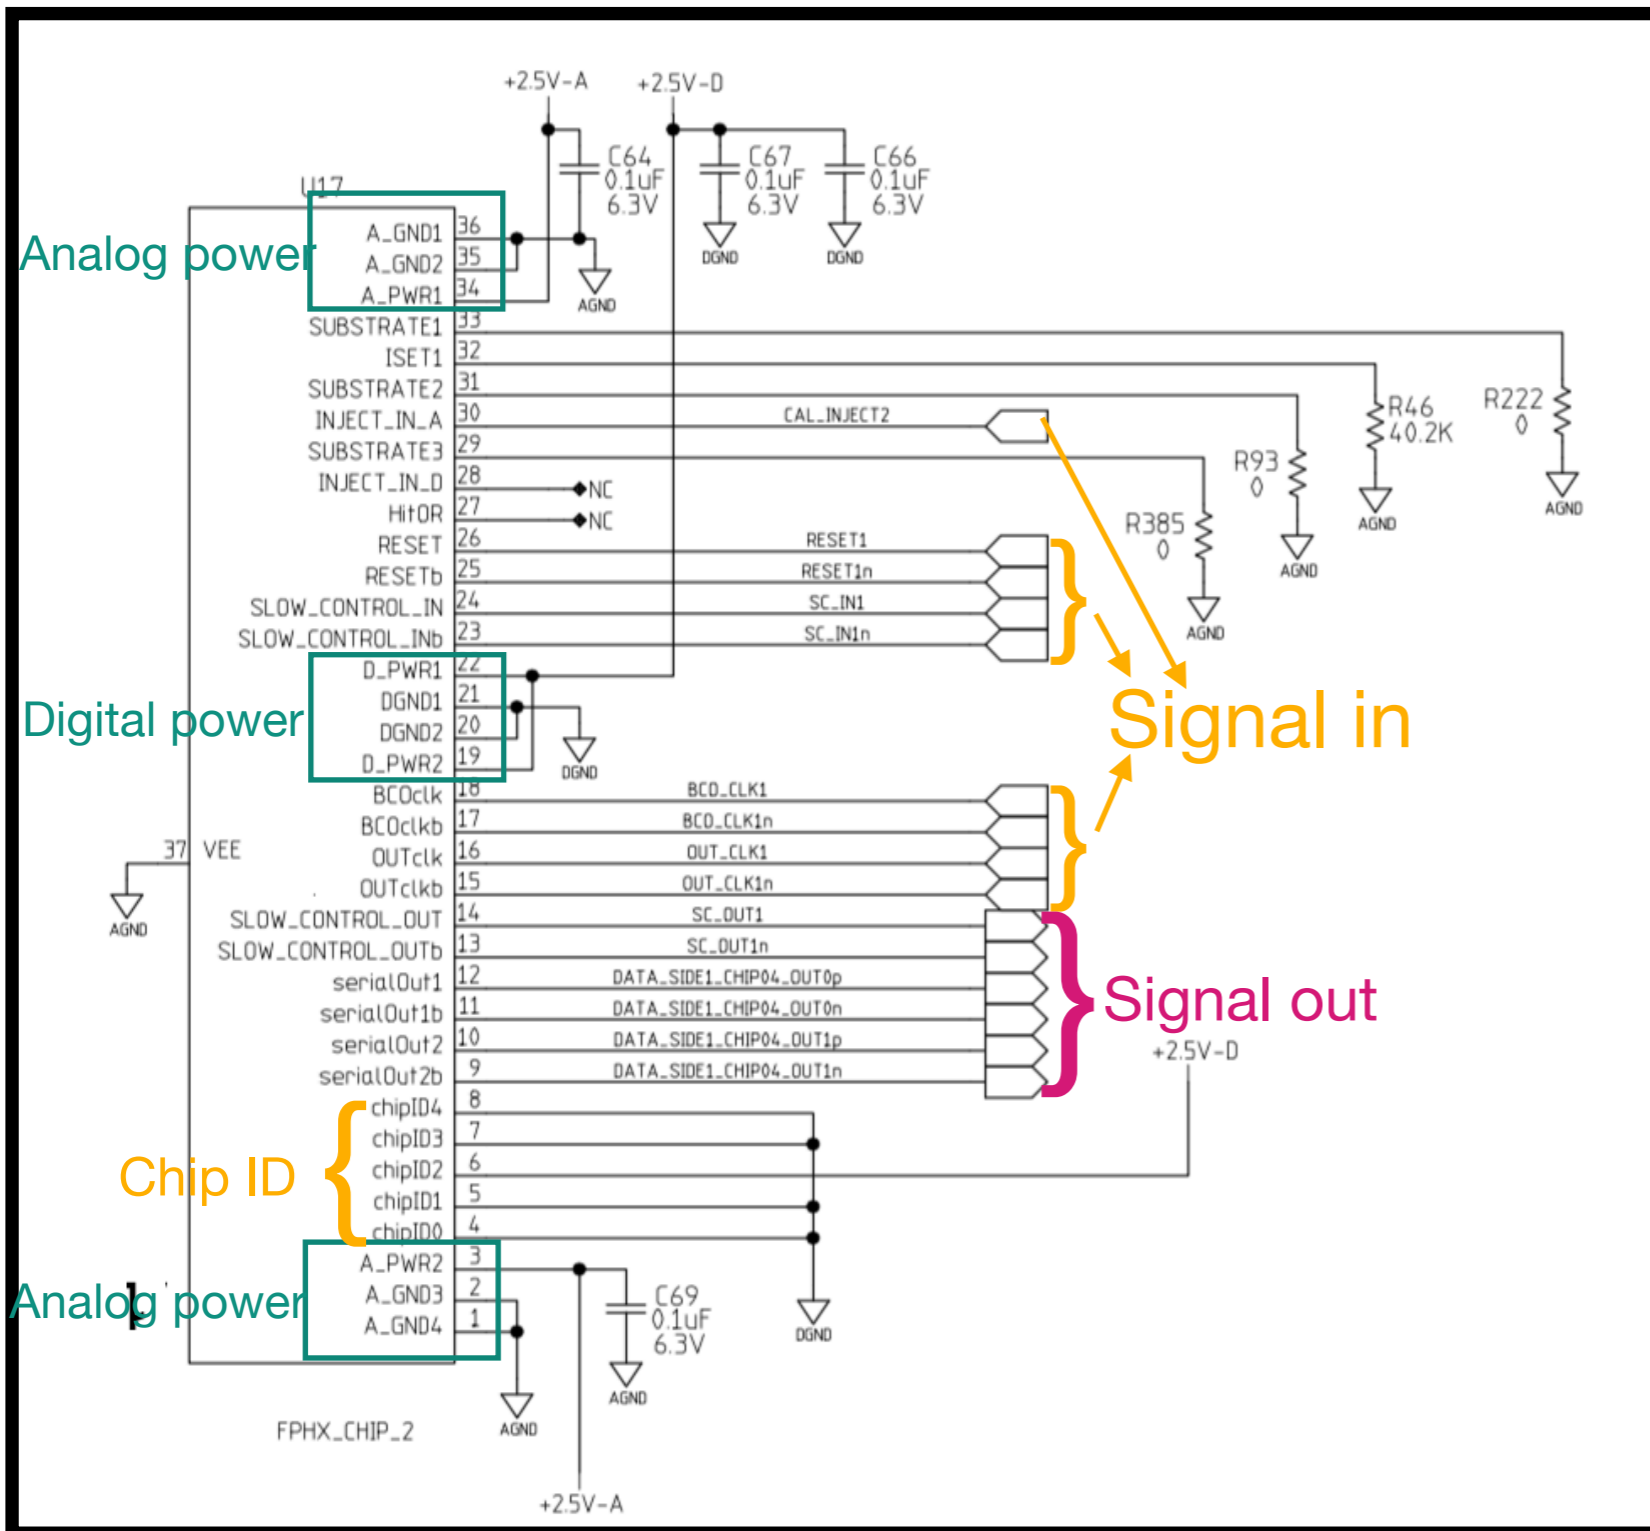 +2.5V-A +2.5V-D
C64 C67 C66
0.1uF 0.1uF 0.1uF
6.3V 6.3V 6.3V
U17
DGND DGND
Analog power
A_GND1 36
A_GND2 35
A_PWR1 34
AGND
SUBSTRATE1 33
ISET1 32
SUBSTRATE2 31
INJECT_IN_A 30 CAL_INJECT2
SUBSTRATE3 29
INJECT_IN_D 28 NC
HitOR 27 NC
R46
40.2K
R222
0
R93
0
R385
0
AGND
AGND
AGND
AGND
RESET 26 RESET1
RESETb 25 RESET1n
SLOW_CONTROL_IN 24 SC_IN1
SLOW_CONTROL_INb 23 SC_IN1n
Signal in
Digital power
D_PWR1 22
DGND1 21
DGND2 20
D_PWR2 19
DGND
BCOclk 18 BCO_CLK1
BCOclkb 17 BCO_CLK1n
OUTclk 16 OUT_CLK1
OUTclkb 15 OUT_CLK1n
37 VEE
AGND
SLOW_CONTROL_OUT 14 SC_OUT1
SLOW_CONTROL_OUTb 13 SC_OUT1n
serialOut1 12 DATA_SIDE1_CHIP04_OUT0p
serialOut1b 11 DATA_SIDE1_CHIP04_OUT0n
serialOut2 10 DATA_SIDE1_CHIP04_OUT1p
serialOut2b 9 DATA_SIDE1_CHIP04_OUT1n
Signal out
+2.5V-D
Chip ID
chipID4 8
chipID3 7
chipID2 6
chipID1 5
chipID0 4
Analog power
A_PWR2 3
A_GND3 2
A_GND4 1
C69
0.1uF
6.3V
DGND
AGND
AGND
FPHX_CHIP_2
+2.5V-A